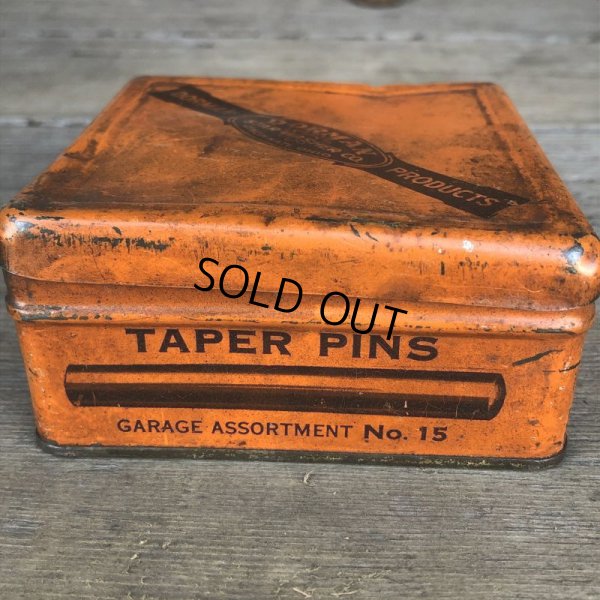 PRODUCTS
SOLD OUT
TAPER PINS
GARAGE ASSORTMENT No. 15